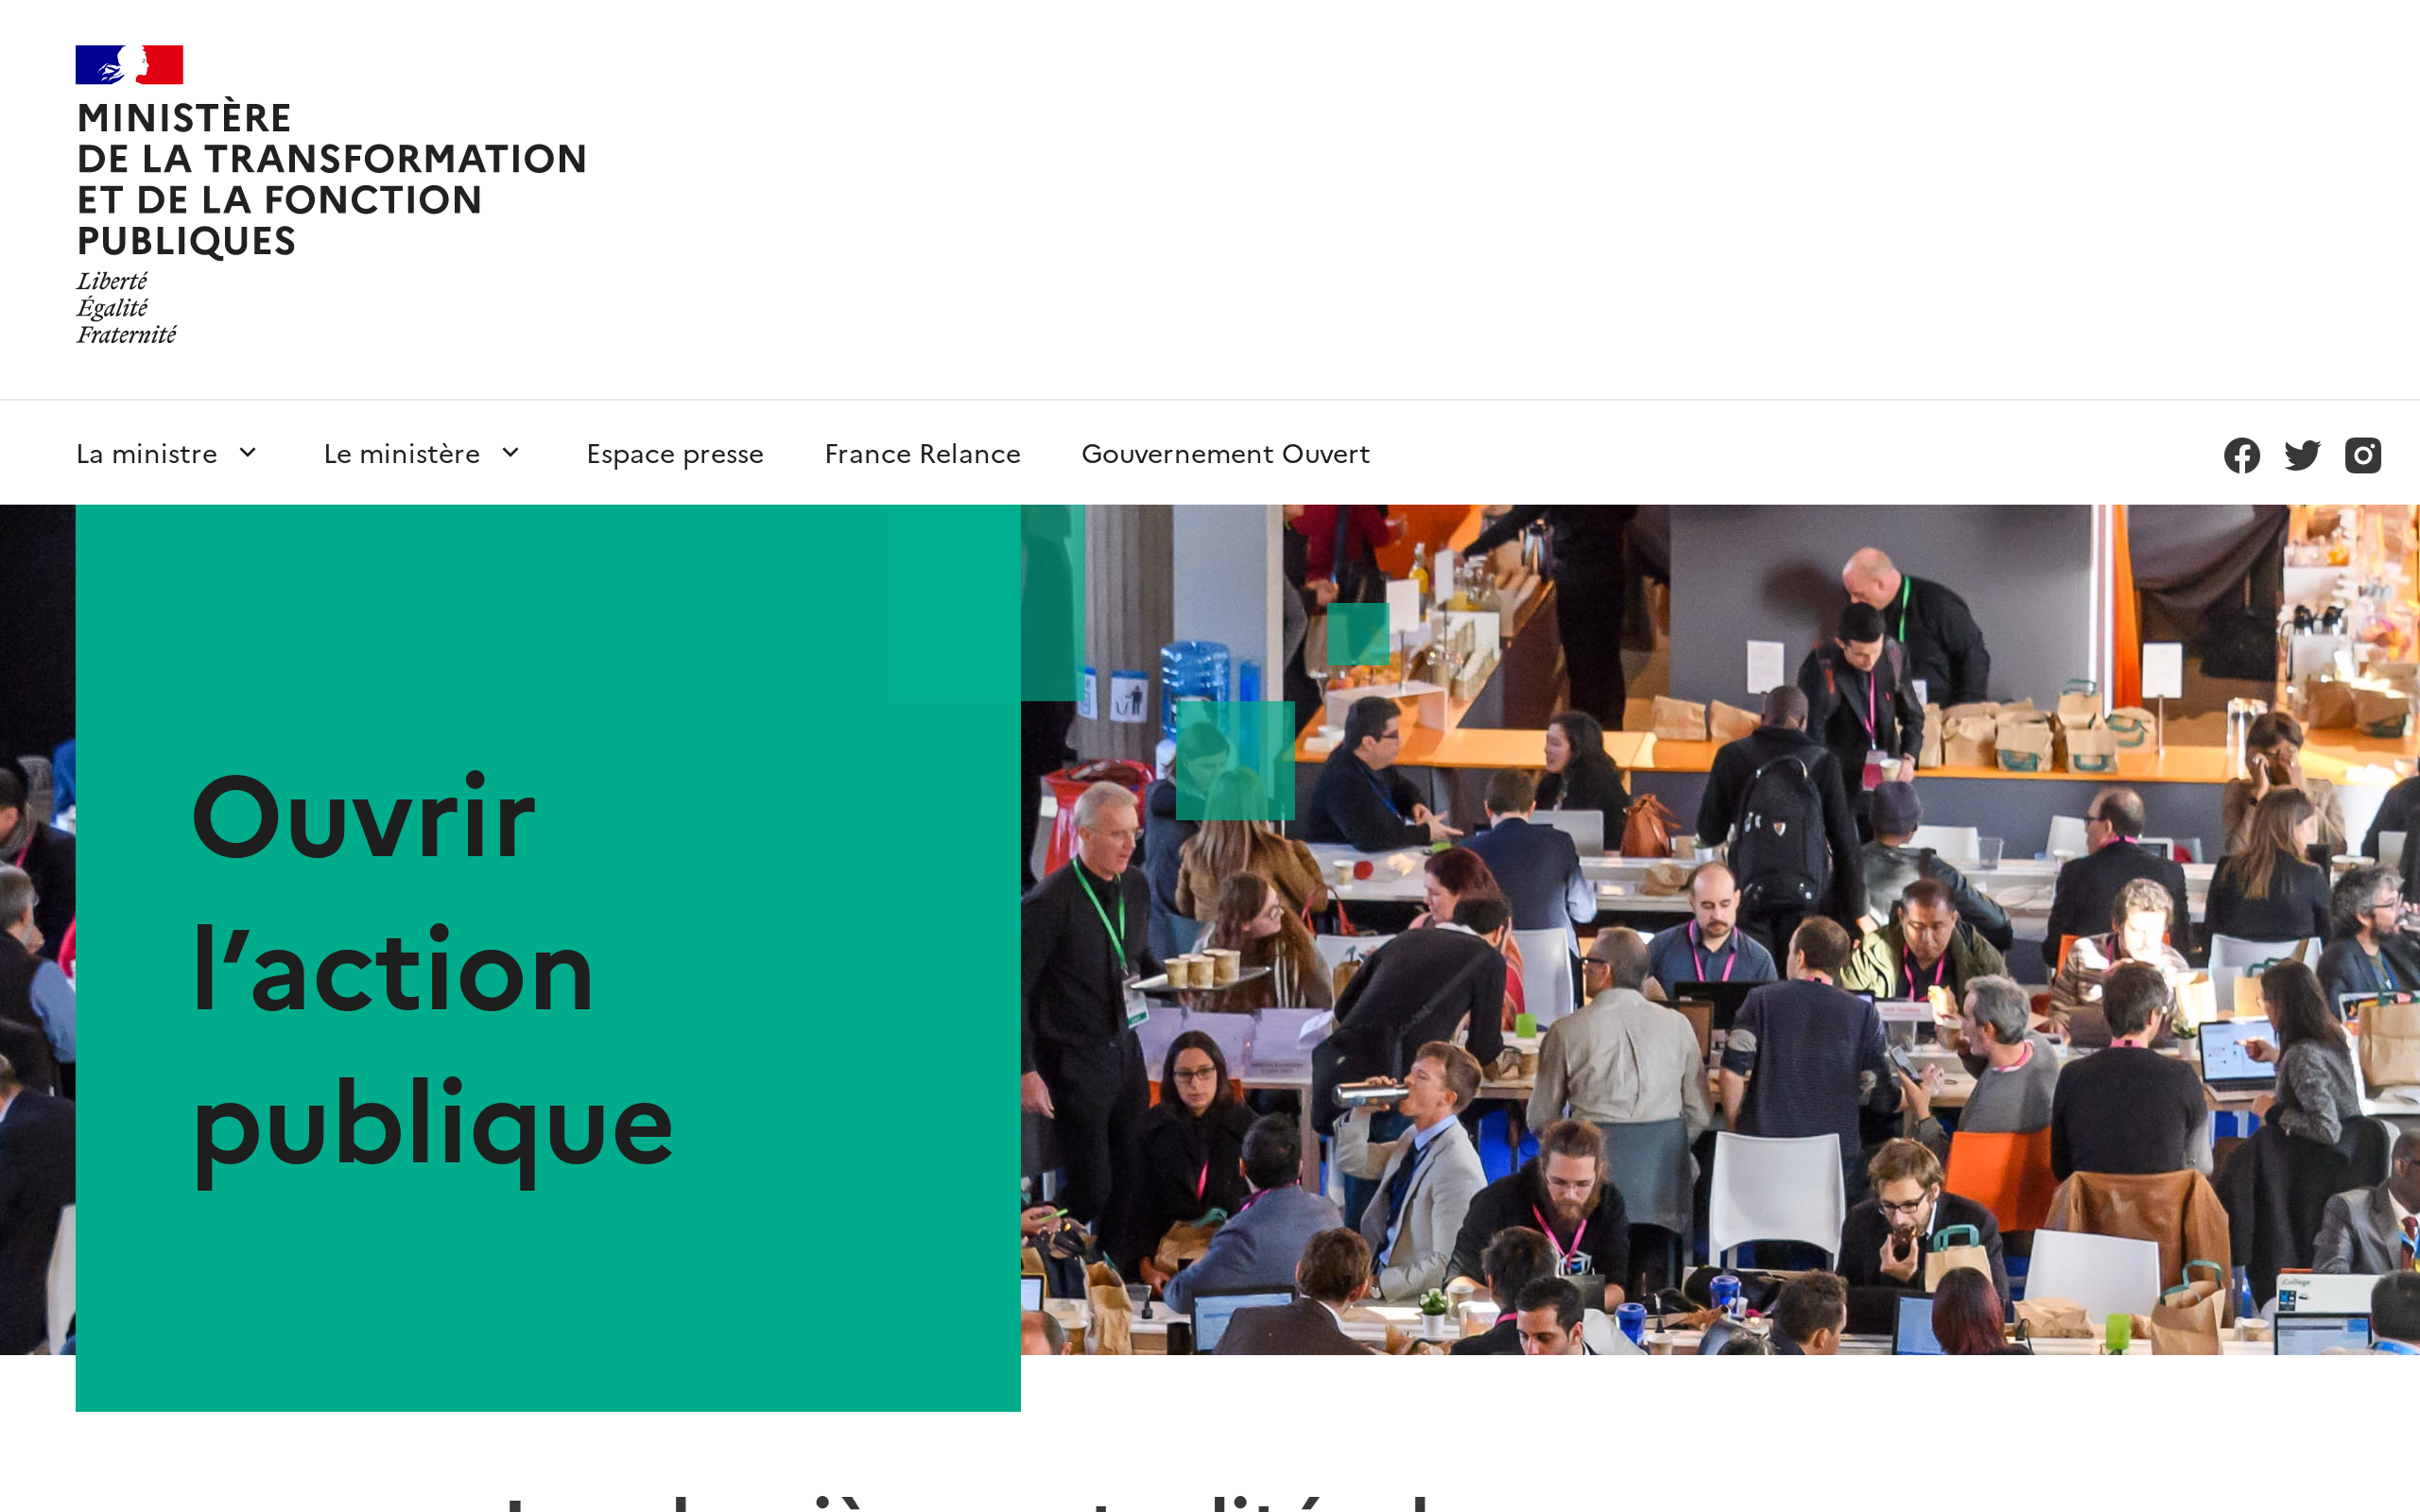 MINISTÈRE
DE LA TRANSFORMATION
ET DE LA FONCTION
PUBLIQUES
Liberté
Égalité
Fraternité
La ministre
Le ministère
Espace presse
France Relance
Gouvernement Ouvert
Ouvrir
l’action
publique